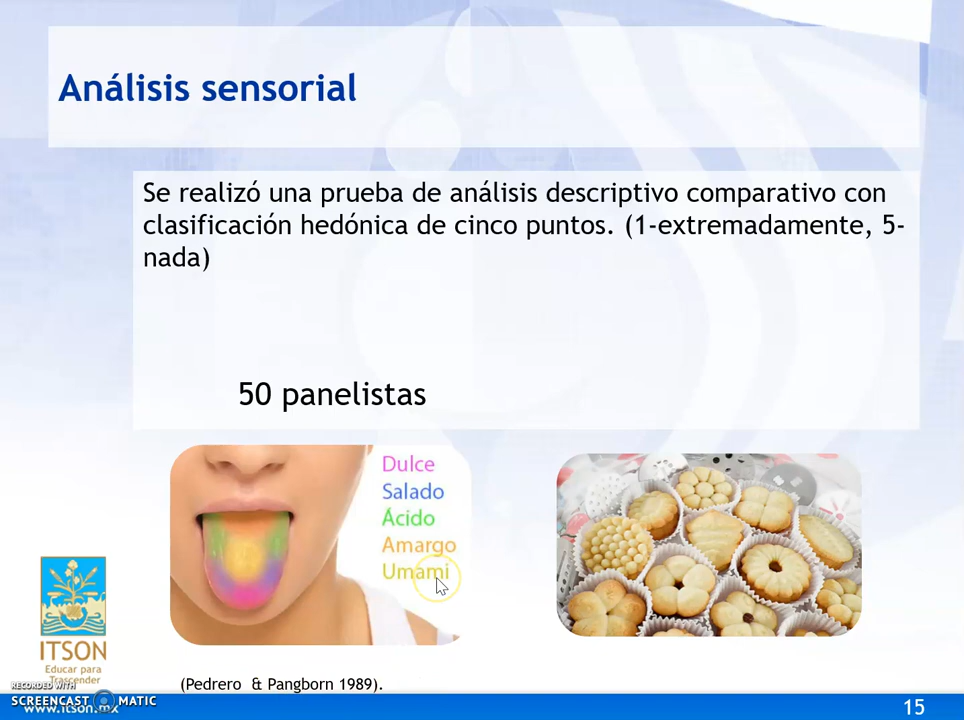 Análisis sensorial
Se realizó una prueba de análisis descriptivo comparativo con
clasificación hedónica de cinco puntos. (1-extremadamente, 5-
nada)
50 panelistas
Dulce
Salado
Ácido
Amargo
Umami
ITSON
Educar para
Trascender
(Pedrero & Pangborn 1989).
RECORDED WITH
SCREENCAST MATIC
www.itson.mx
15